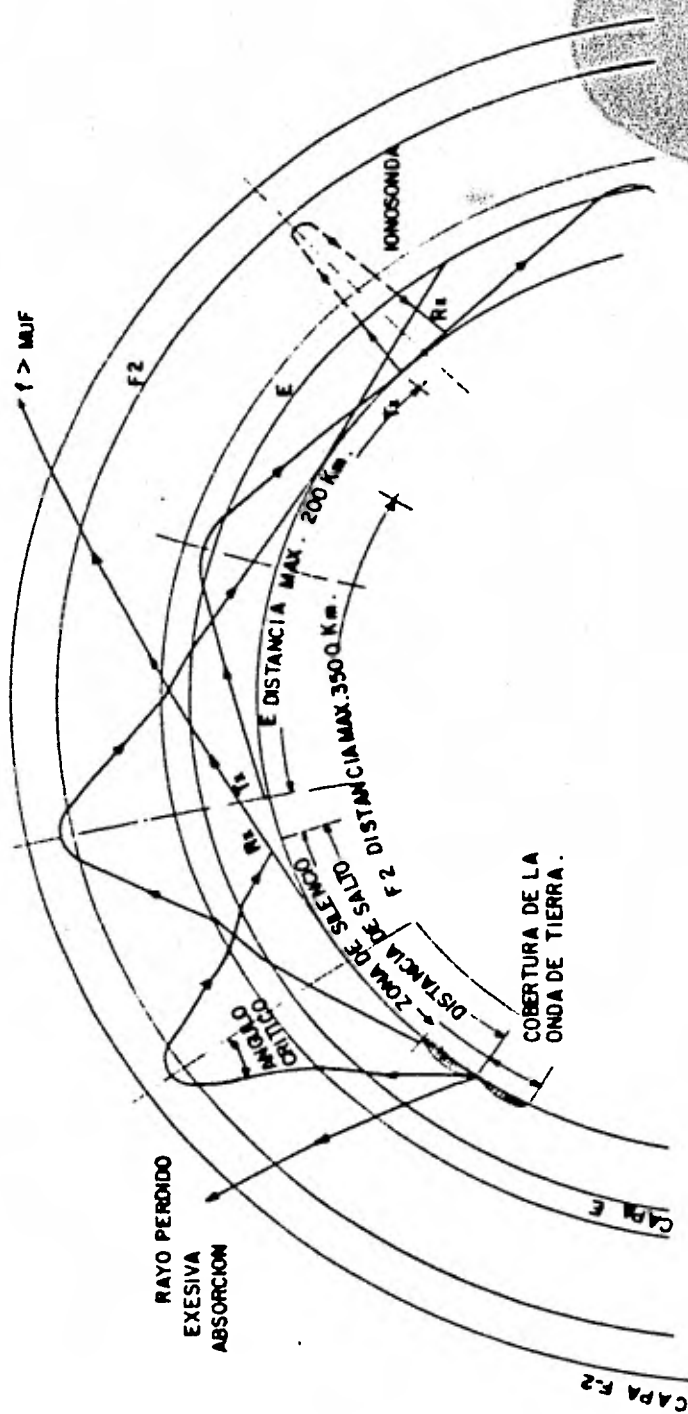 f > MUF
F2
E
IONOSONDA
Rx
Tx
E DISTANCIA MAX. 200 Km.
F2 DISTANCIA MAX. 3500 Km.
Rx
Tx
ZONA DE SILENCIO
DISTANCIA DE SALTO
ANGULO
CRITICO
RAYO PERDIDO
EXESIVA
ABSORCION
COBERTURA DE LA
ONDA DE TIERRA.
CAPA E
CAPA F-2